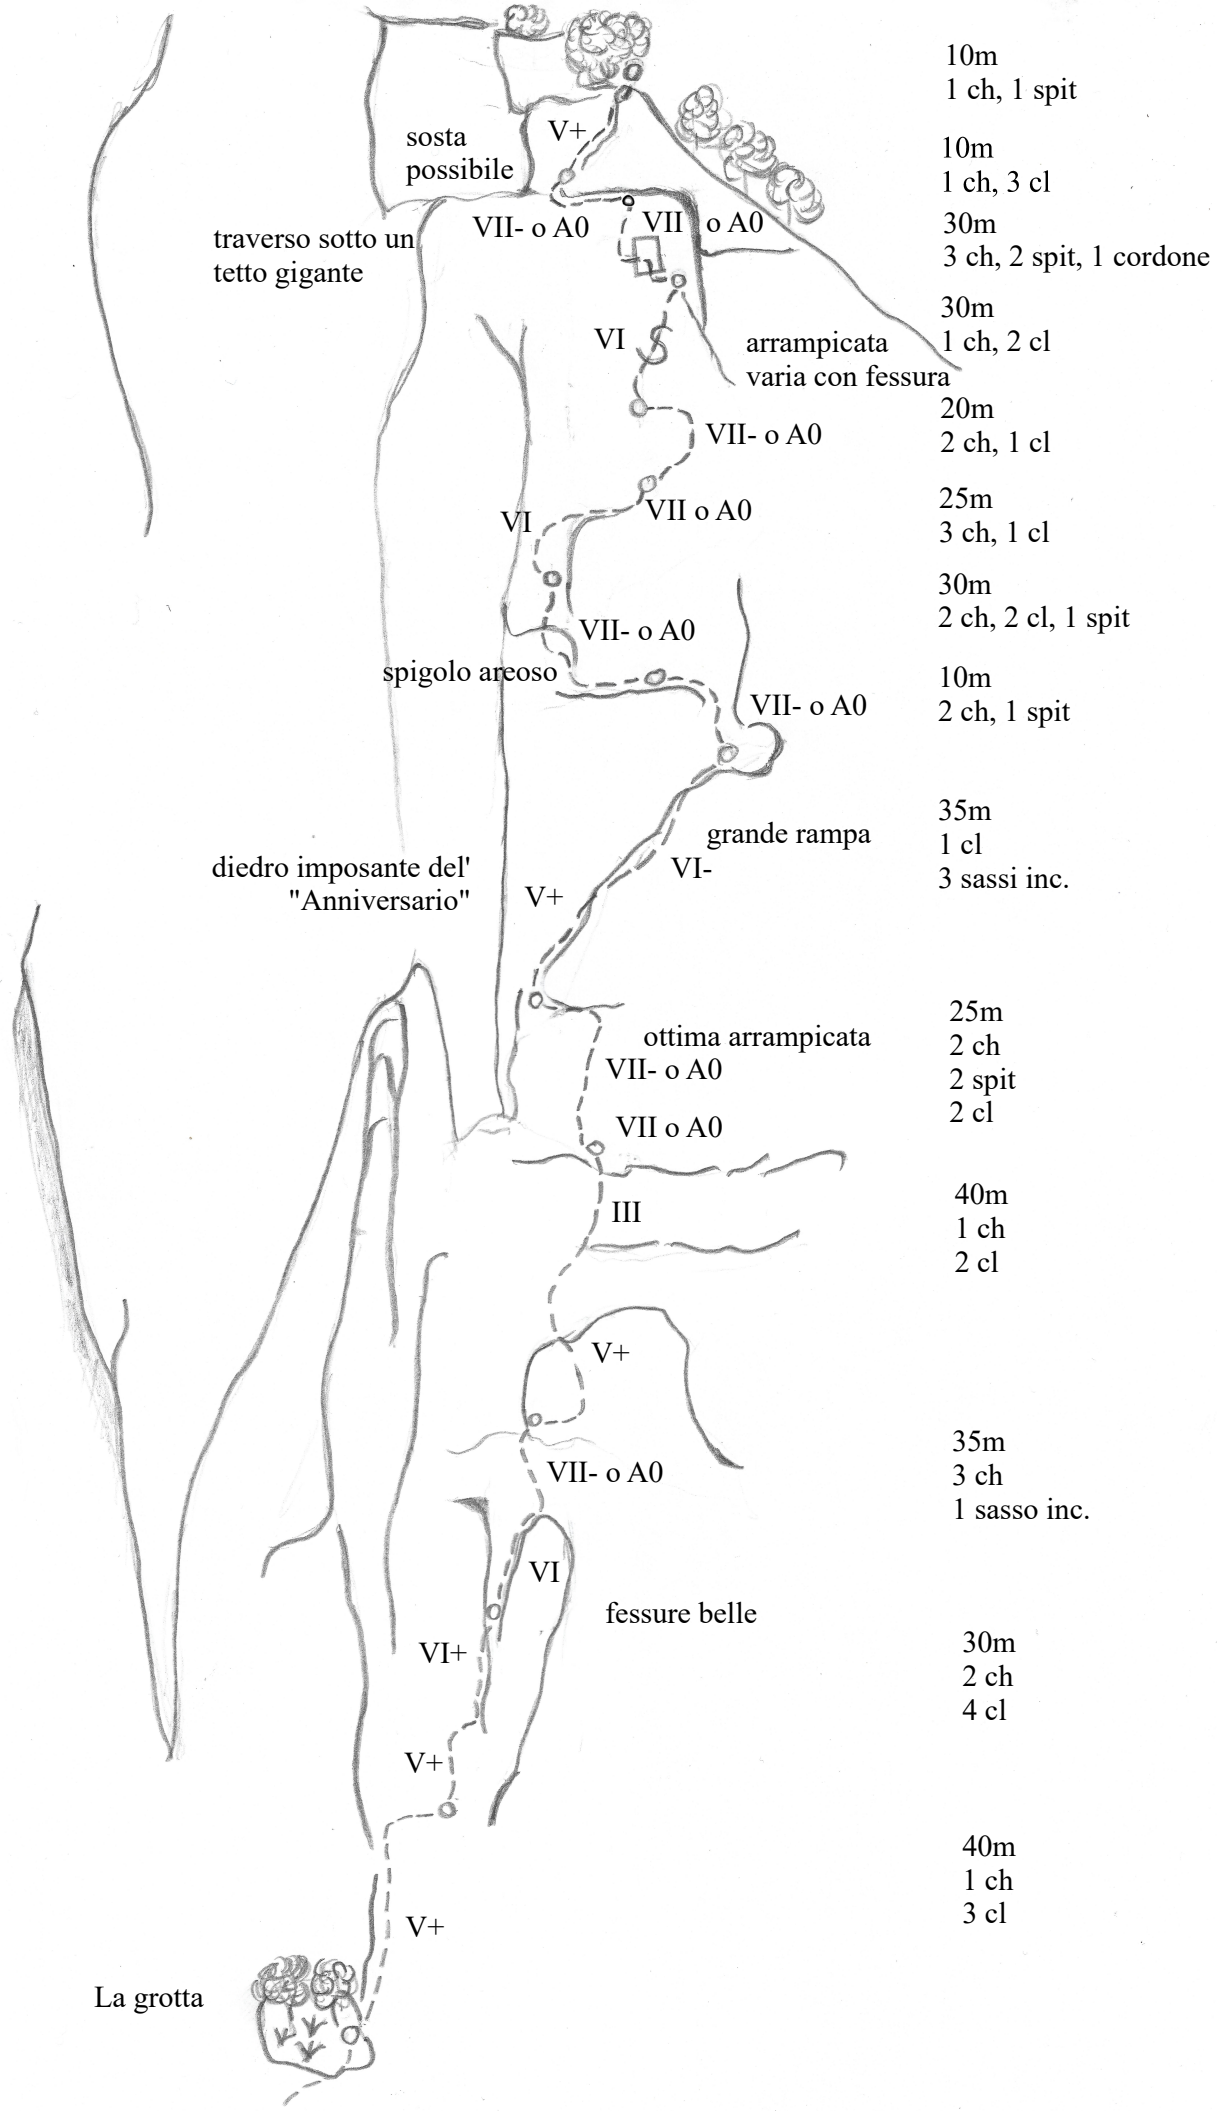 10m
1 ch, 1 spit
V+
sosta
possibile
10m
1 ch, 3 cl
VII- o A0
VII o A0
30m
3 ch, 2 spit, 1 cordone
traverso sotto un
tetto gigante
30m
1 ch, 2 cl
VI
arrampicata
varia con fessura
20m
2 ch, 1 cl
VII- o A0
25m
3 ch, 1 cl
VII o A0
VI
30m
2 ch, 2 cl, 1 spit
VII- o A0
spigolo areoso
10m
2 ch, 1 spit
VII- o A0
35m
1 cl
3 sassi inc.
grande rampa
VI-
diedro imposante del'
"Anniversario"
V+
25m
2 ch
2 spit
2 cl
ottima arrampicata
VII- o A0
VII o A0
40m
1 ch
2 cl
III
V+
35m
3 ch
1 sasso inc.
VII- o A0
VI
fessure belle
30m
2 ch
4 cl
VI+
V+
40m
1 ch
3 cl
V+
La grotta